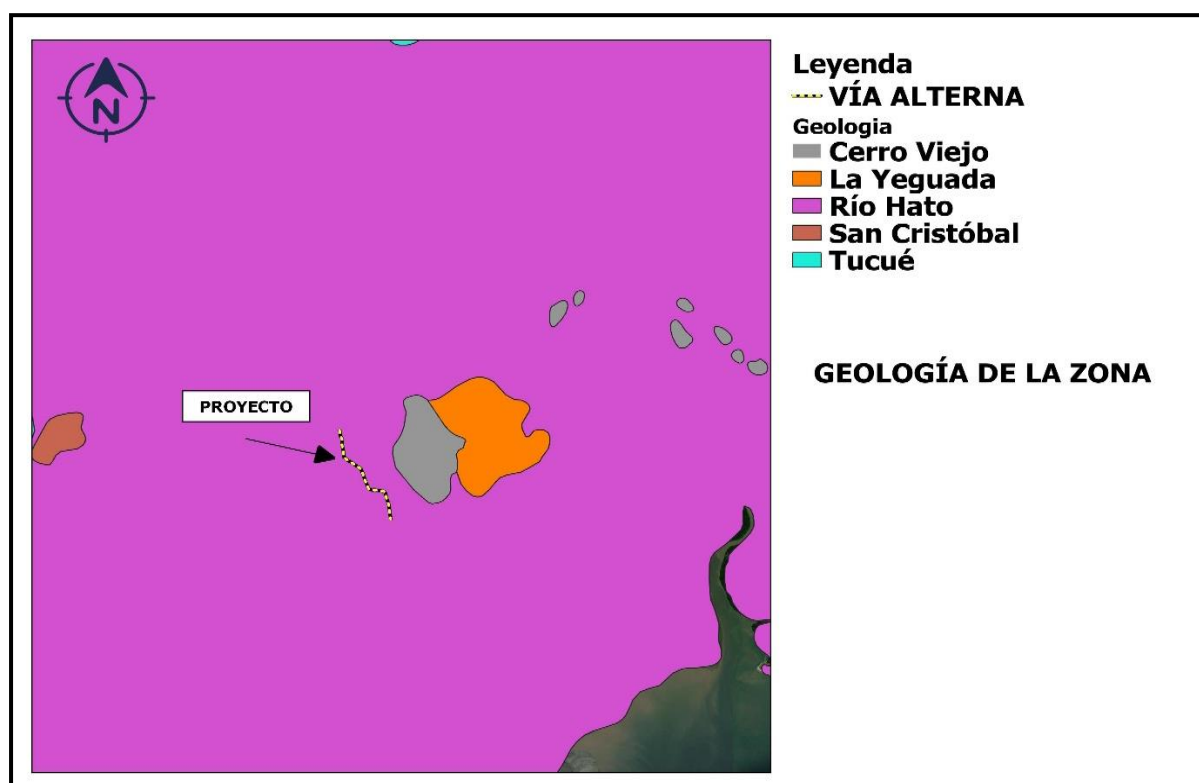 N
PROYECTO
Leyenda
VÍA ALTERNA
Geologia
Cerro Viejo
La Yeguada
Río Hato
San Cristóbal
Tucué
GEOLOGÍA DE LA ZONA